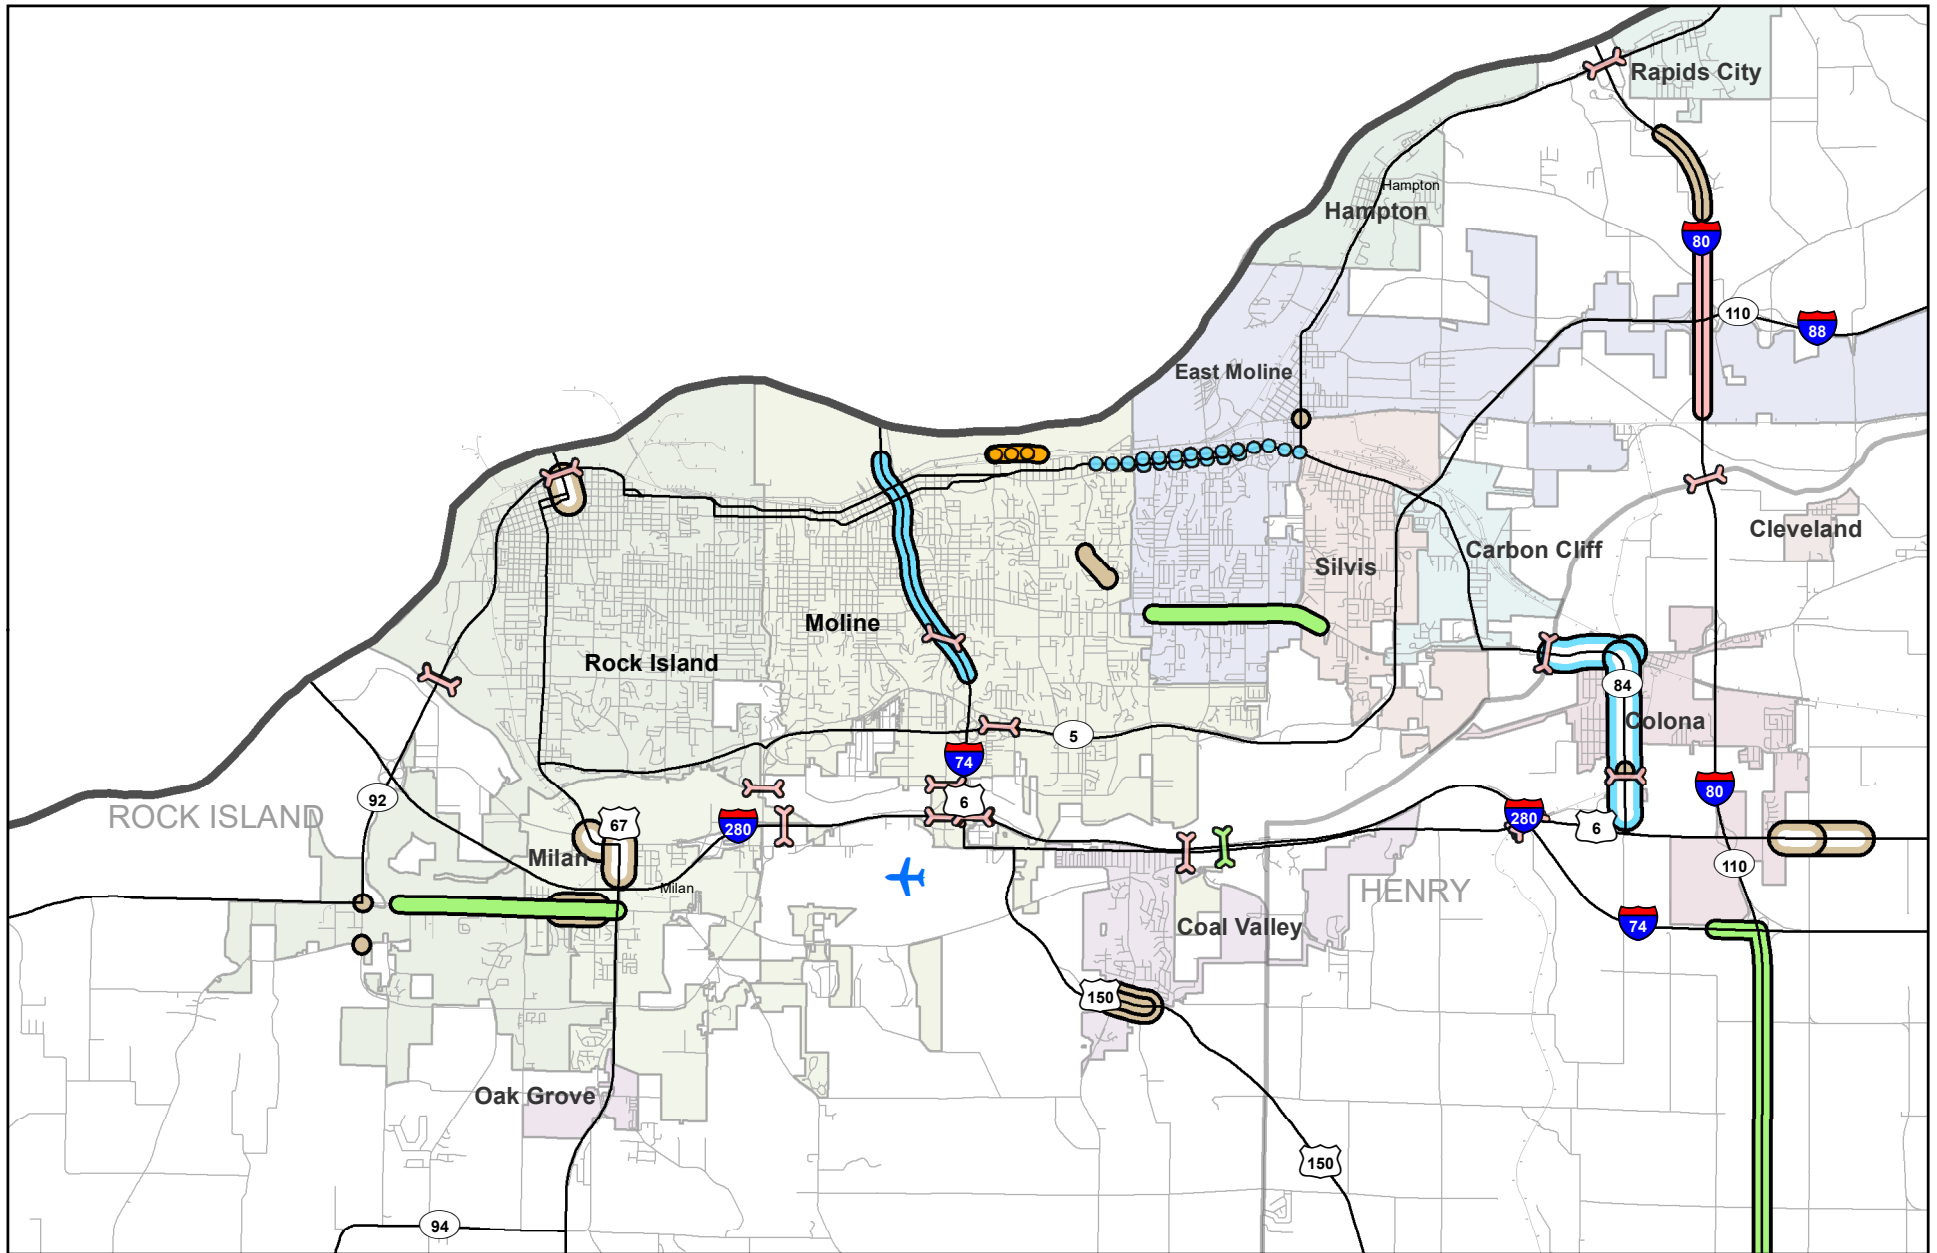 Rapids City
Hampton
Hampton
80
110
88
East Moline
Cleveland
Carbon Cliff
Silvis
Moline
Rock Island
84
Colona
5
74
80
92
6
ROCK ISLAND
67
280
280
6
Milan
110
Milan
HENRY
74
Coal Valley
150
Oak Grove
150
94